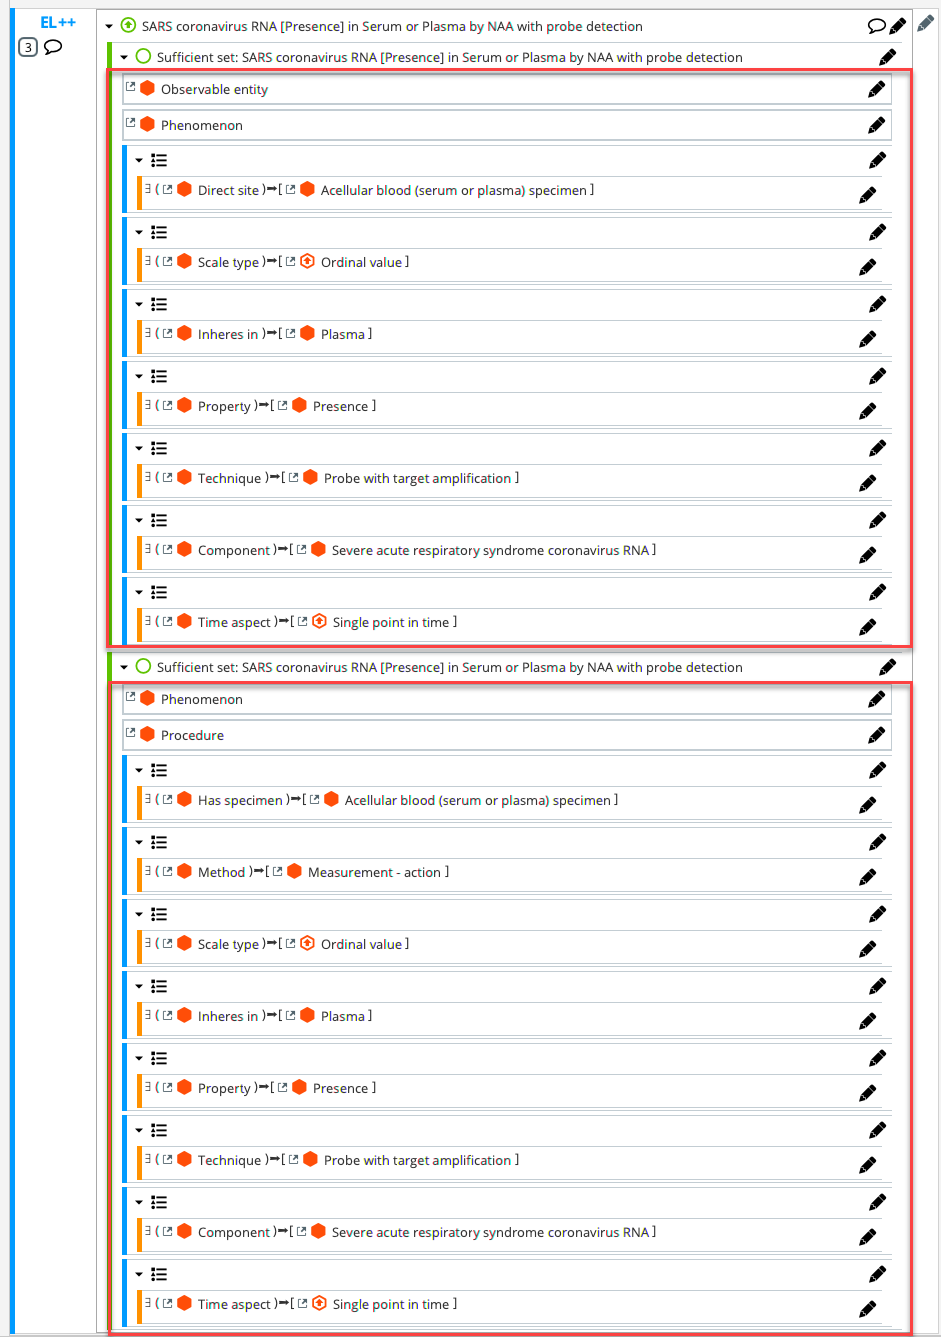 EL++
3
SARS coronavirus RNA [Presence] in Serum or Plasma by NAA with probe detection
Sufficient set: SARS coronavirus RNA [Presence] in Serum or Plasma by NAA with probe detection
Observable entity
Phenomenon
∃ ( Direct site )➞[ Acellular blood (serum or plasma) specimen ]
∃ ( Scale type )➞[ Ordinal value ]
∃ ( Inheres in )➞[ Plasma ]
∃ ( Property )➞[ Presence ]
∃ ( Technique )➞[ Probe with target amplification ]
∃ ( Component )➞[ Severe acute respiratory syndrome coronavirus RNA ]
∃ ( Time aspect )➞[ Single point in time ]
Sufficient set: SARS coronavirus RNA [Presence] in Serum or Plasma by NAA with probe detection
Phenomenon
Procedure
∃ ( Has specimen )➞[ Acellular blood (serum or plasma) specimen ]
∃ ( Method )➞[ Measurement - action ]
∃ ( Scale type )➞[ Ordinal value ]
∃ ( Inheres in )➞[ Plasma ]
∃ ( Property )➞[ Presence ]
∃ ( Technique )➞[ Probe with target amplification ]
∃ ( Component )➞[ Severe acute respiratory syndrome coronavirus RNA ]
∃ ( Time aspect )➞[ Single point in time ]